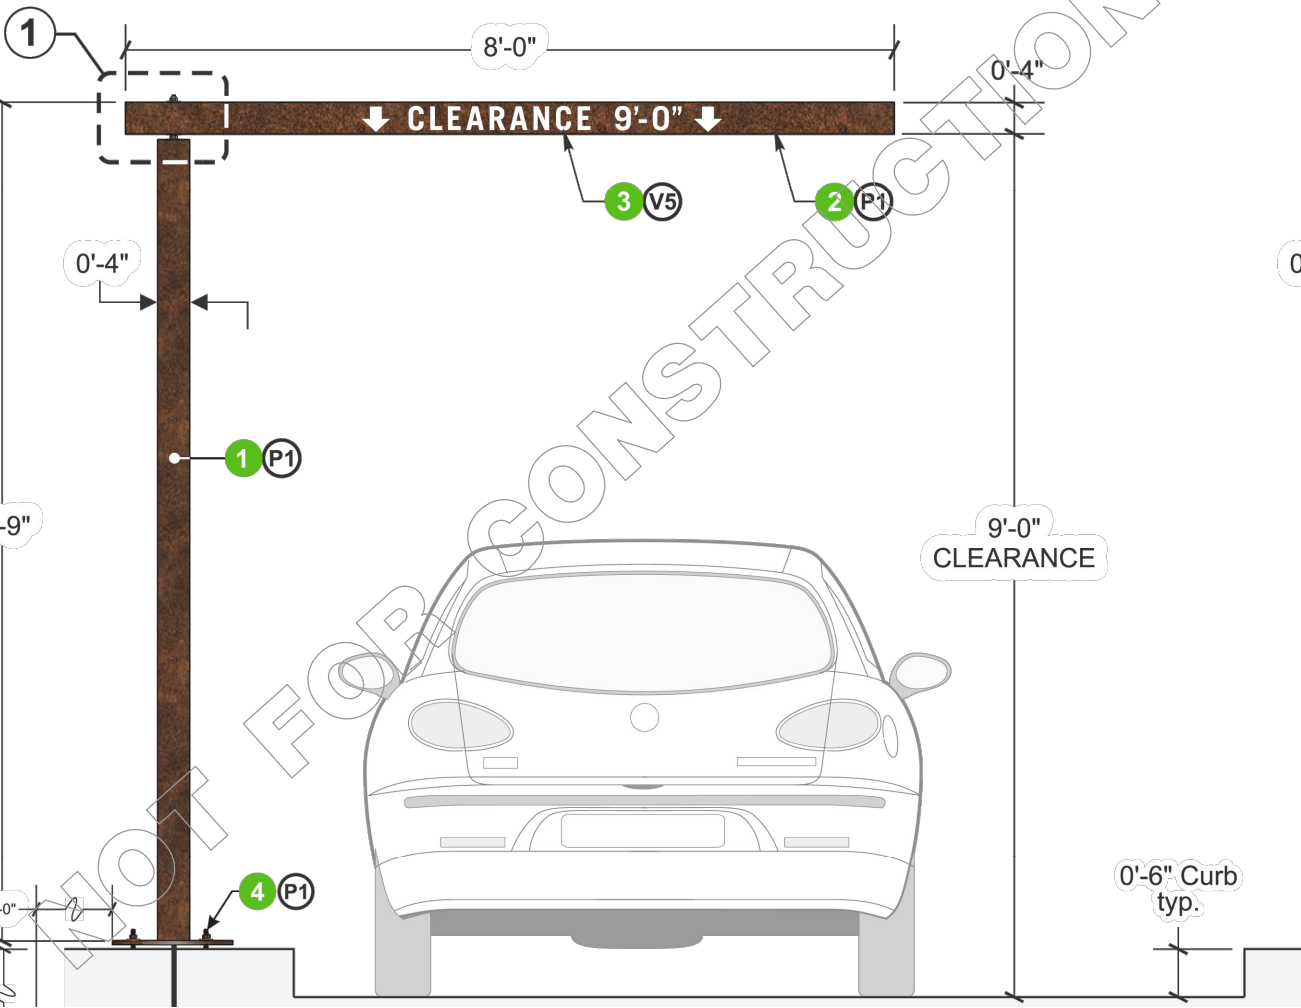 1
8'-0"
0'-4"
CLEARANCE 9'-0"
3 V5
2 P1
0'-4"
1 P1
-9"
9'-0"
CLEARANCE
NOT FOR CONSTRUCTION
4 P1
0'-6" Curb
typ.
-0"